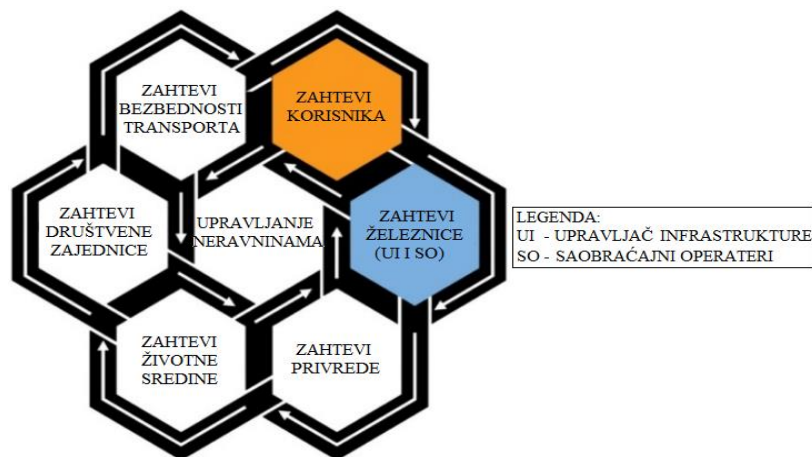 ZAHTEVI
BEZBEDNOSTI
TRANSPORTA
ZAHTEVI
KORISNIKA
ZAHTEVI
DRUŠTVENE
ZAJEDNICE
UPRAVLJANJE
NERAVNINAMA
ZAHTEVI
ŽELEZNICE
(UI I SO)
ZAHTEVI
ŽIVOTNE
SREDINE
ZAHTEVI
PRIVREDE
LEGENDA:
UI - UPRAVLJAČ INFRASTRUKTURE
SO - SAOBRAĆAJNI OPERATERI